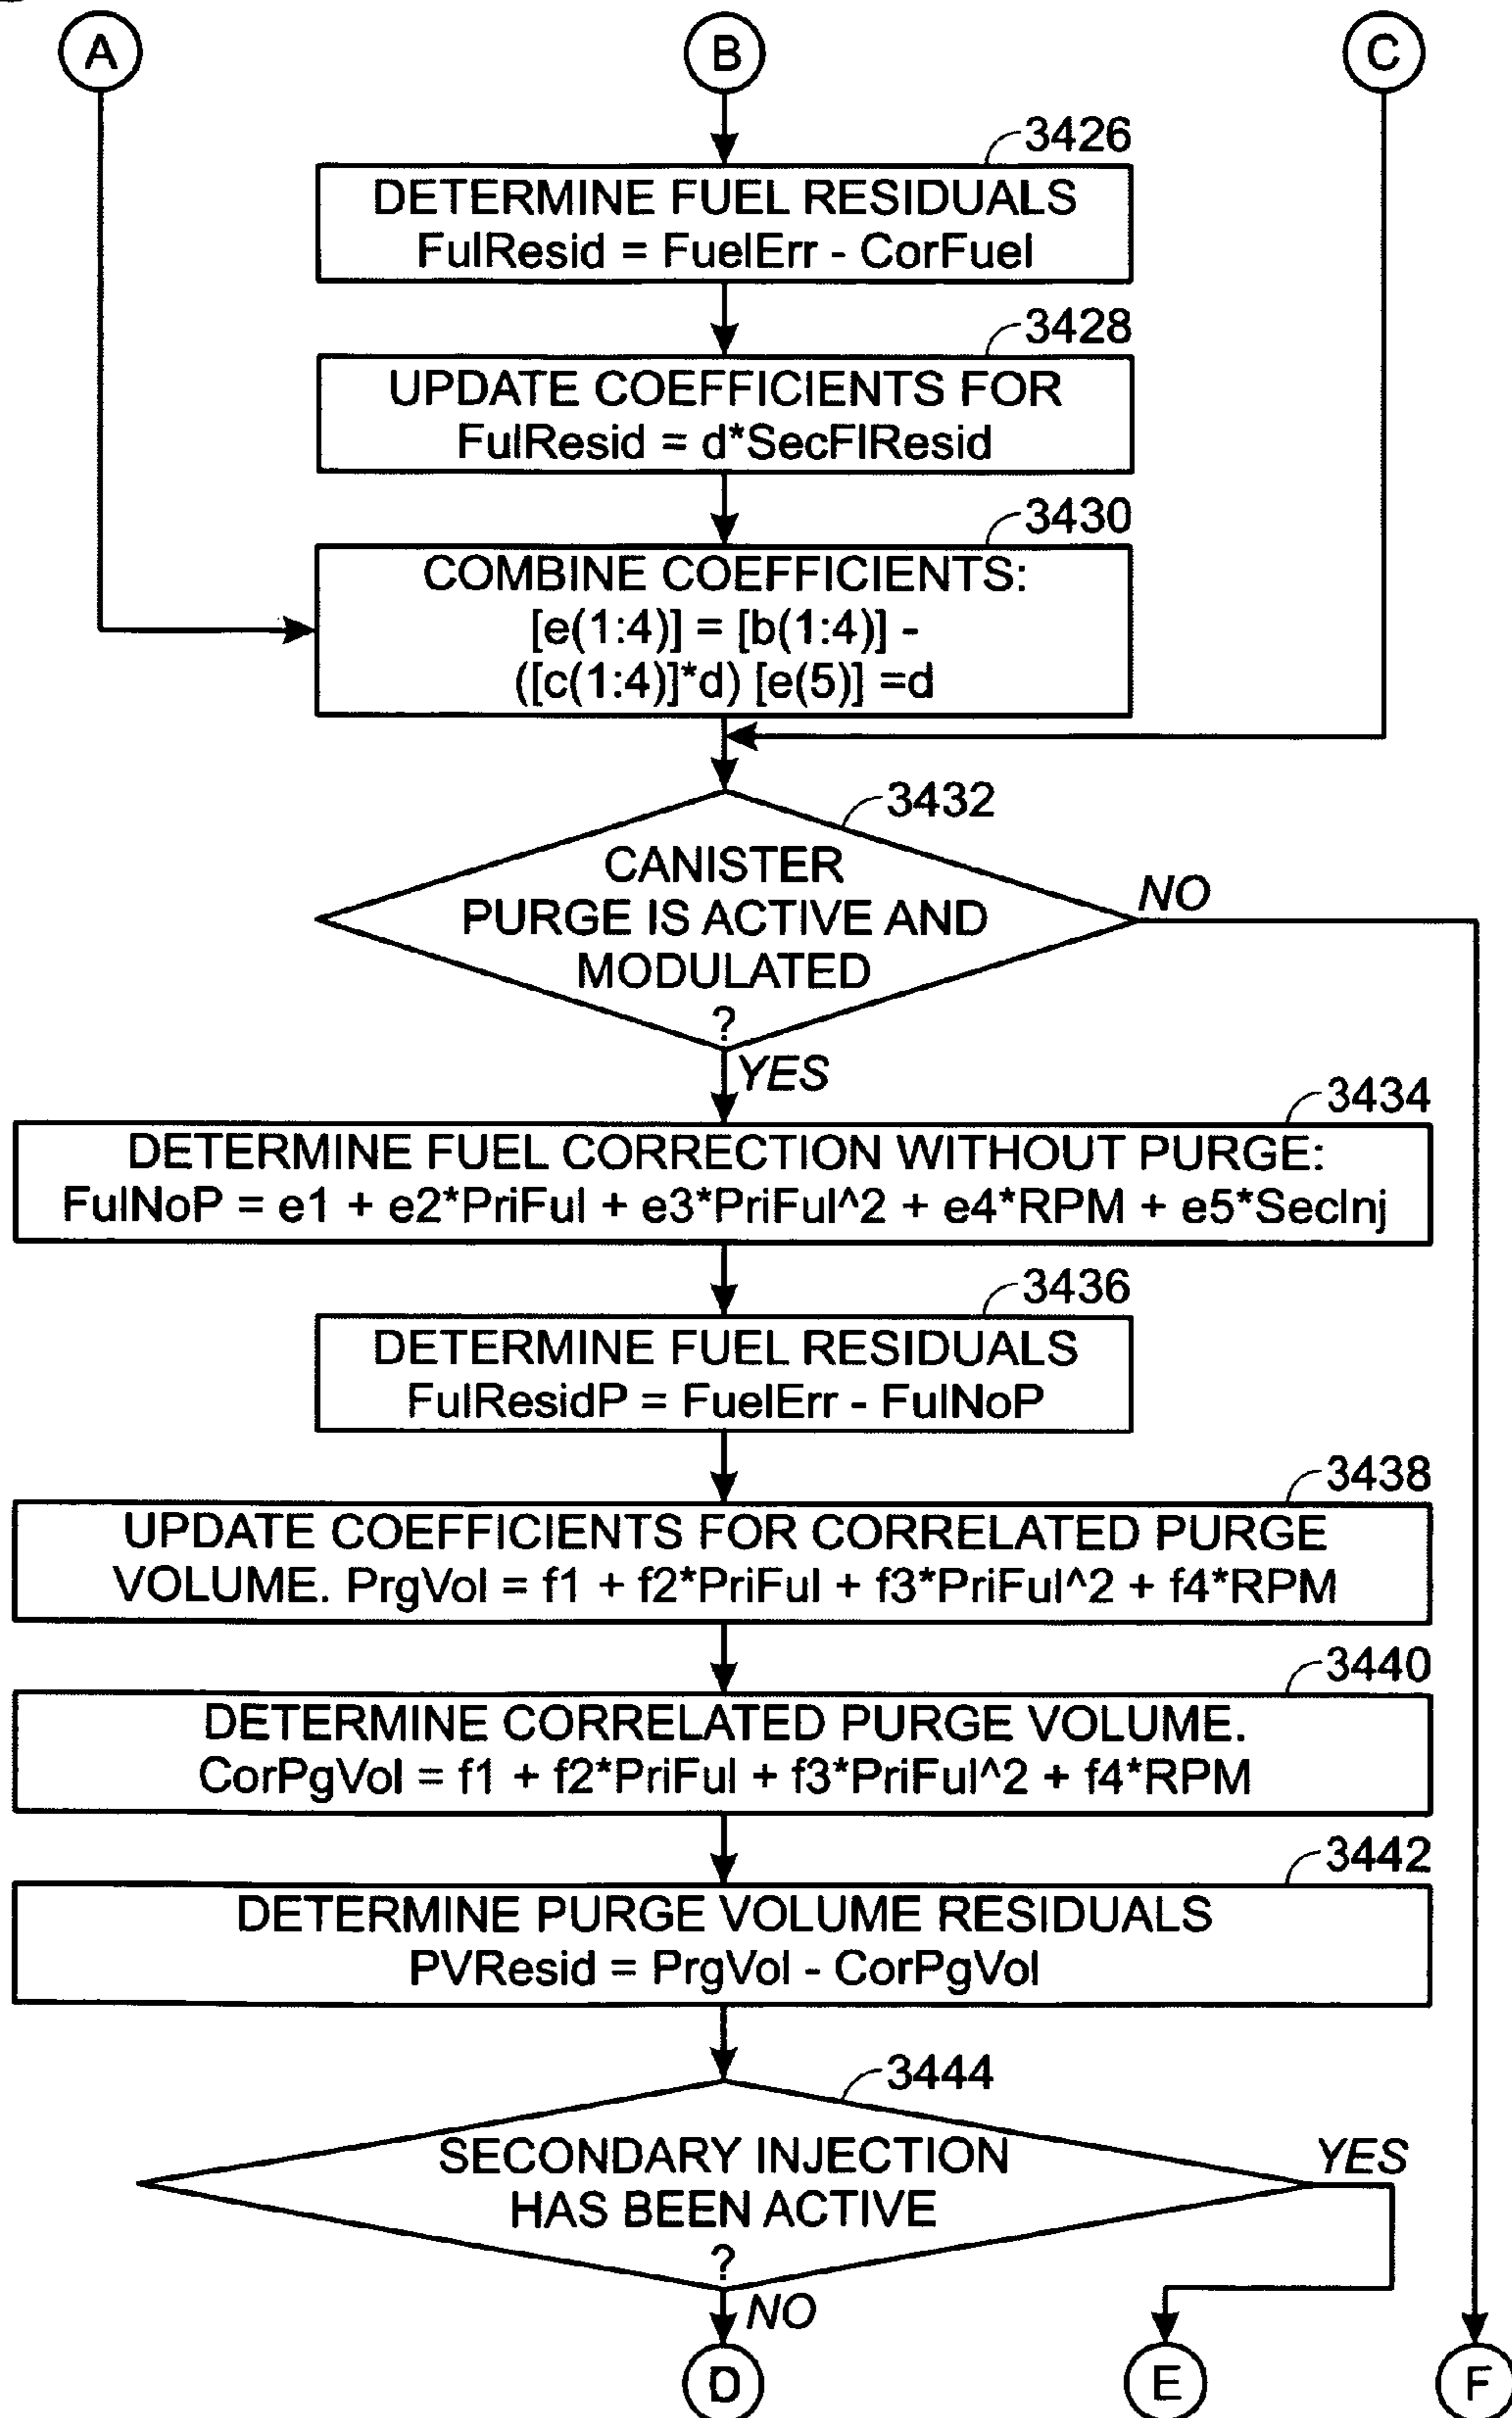 A
B
C
3426
DETERMINE FUEL RESIDUALS
FulResid = FuelErr - CorFuel
3428
UPDATE COEFFICIENTS FOR
FulResid = d*SecFlResid
3430
COMBINE COEFFICIENTS:
[e(1:4)] = [b(1:4)] -
([c(1:4)]*d) [e(5)] =d
3432
CANISTER
PURGE IS ACTIVE AND
MODULATED
?
NO
YES
3434
DETERMINE FUEL CORRECTION WITHOUT PURGE:
FulNoP = e1 + e2*PriFul + e3*PriFul^2 + e4*RPM + e5*SecInj
3436
DETERMINE FUEL RESIDUALS
FulResidP = FuelErr - FulNoP
3438
UPDATE COEFFICIENTS FOR CORRELATED PURGE
VOLUME. PrgVol = f1 + f2*PriFul + f3*PriFul^2 + f4*RPM
3440
DETERMINE CORRELATED PURGE VOLUME.
CorPgVol = f1 + f2*PriFul + f3*PriFul^2 + f4*RPM
3442
DETERMINE PURGE VOLUME RESIDUALS
PVResid = PrgVol - CorPgVol
3444
SECONDARY INJECTION
HAS BEEN ACTIVE
?
YES
NO
D
E
F